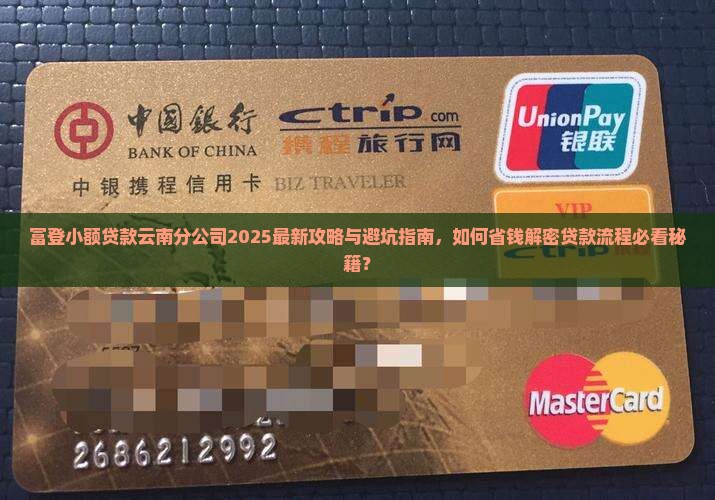 中國銀行
BANK OF CHINA
Ctrip.com
携程旅行网
UnionPay
银联
中银携程信用卡 BIZ TRAVELER
VIP
富登小额贷款云南分公司2025最新攻略与避坑指南，如何省钱解密贷款流程必看秘
籍？
2686212992
MasterCard